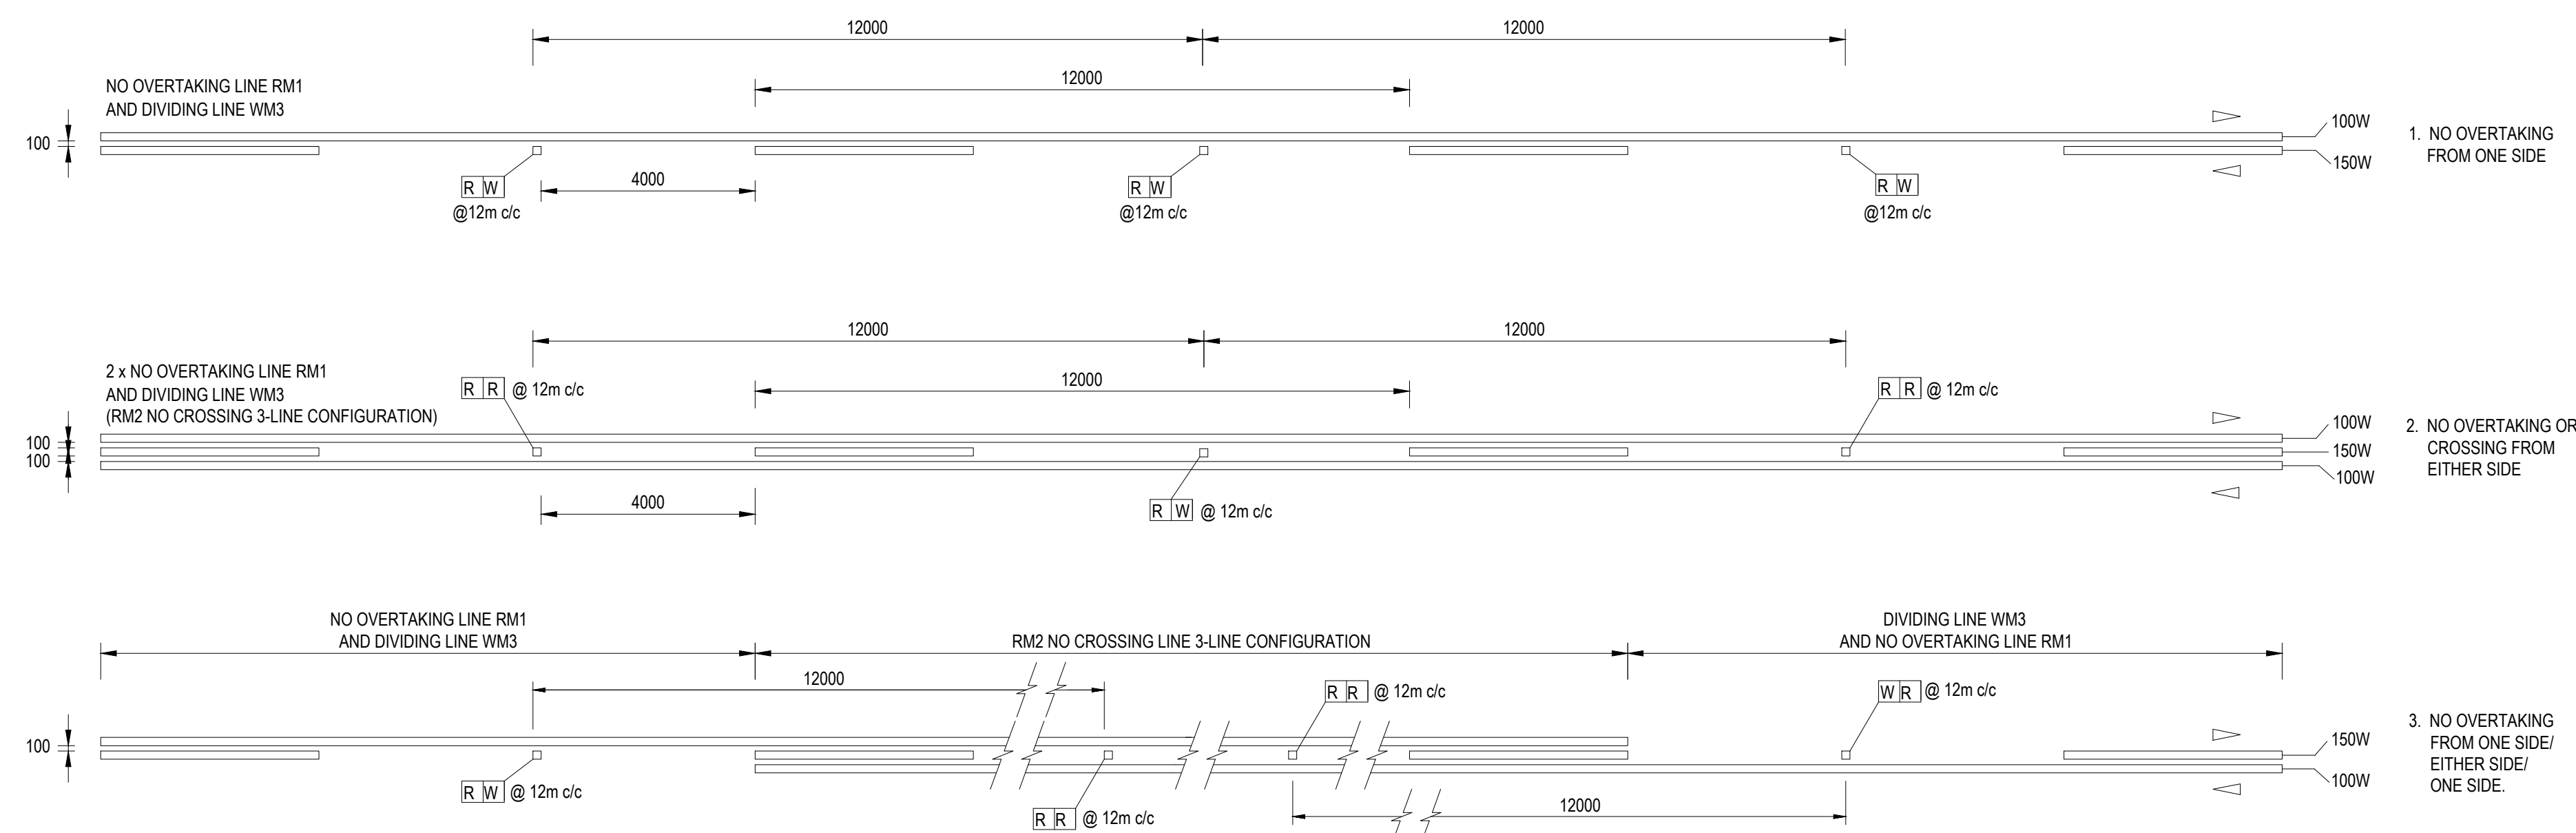 12000
12000
NO OVERTAKING LINE RM1
AND DIVIDING LINE WM3
12000
100
100W
150W
1. NO OVERTAKING
FROM ONE SIDE
R W
@12m c/c
4000
R W
@12m c/c
R W
@12m c/c
12000
12000
2 x NO OVERTAKING LINE RM1
AND DIVIDING LINE WM3
(RM2 NO CROSSING 3-LINE CONFIGURATION)
R R @ 12m c/c
12000
R R @ 12m c/c
100
100
100W
150W
100W
2. NO OVERTAKING OR
CROSSING FROM
EITHER SIDE
4000
R W @ 12m c/c
NO OVERTAKING LINE RM1
AND DIVIDING LINE WM3
RM2 NO CROSSING LINE 3-LINE CONFIGURATION
DIVIDING LINE WM3
AND NO OVERTAKING LINE RM1
12000
R R @ 12m c/c
W R @ 12m c/c
100
150W
100W
3. NO OVERTAKING
FROM ONE SIDE/
EITHER SIDE/
ONE SIDE.
R W @ 12m c/c
R R @ 12m c/c
12000